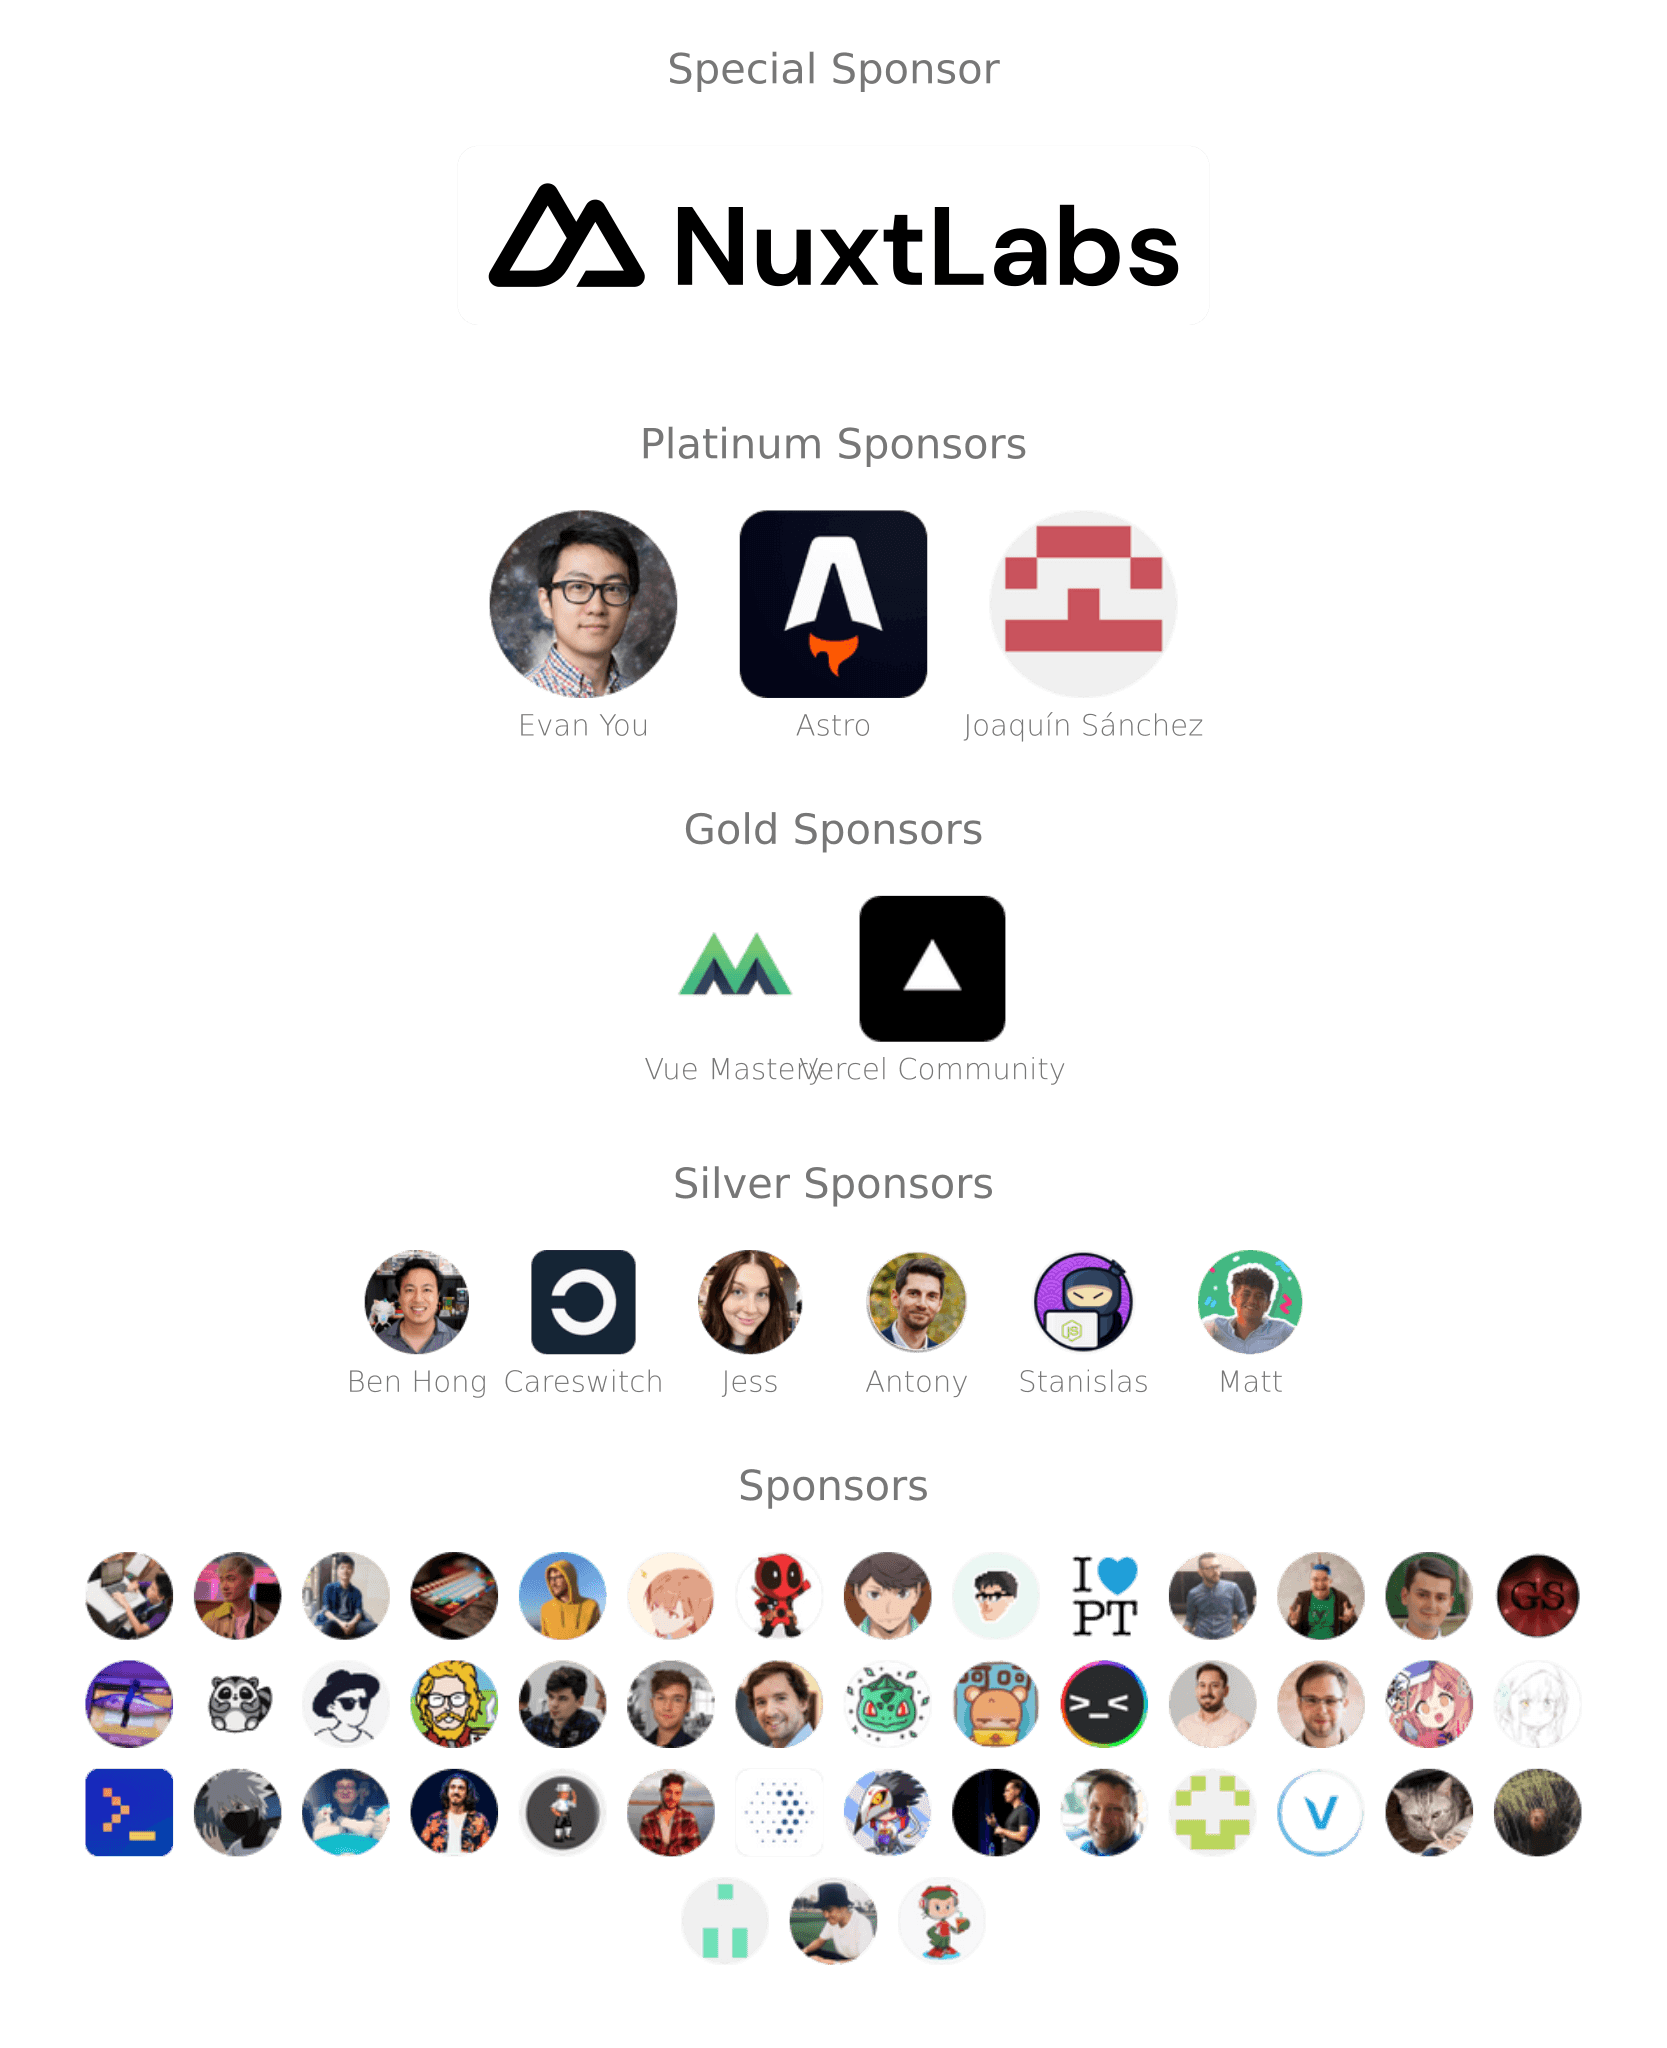 Special Sponsor
NuxtLabs
Platinum Sponsors
Evan You
Astro
Joaquín Sánchez
Gold Sponsors
Vue Mastery
Vercel Community
Silver Sponsors
Ben Hong
Careswitch
Jess
Antony
Stanislas
Matt
Sponsors
I
PT
GS
>_<
V